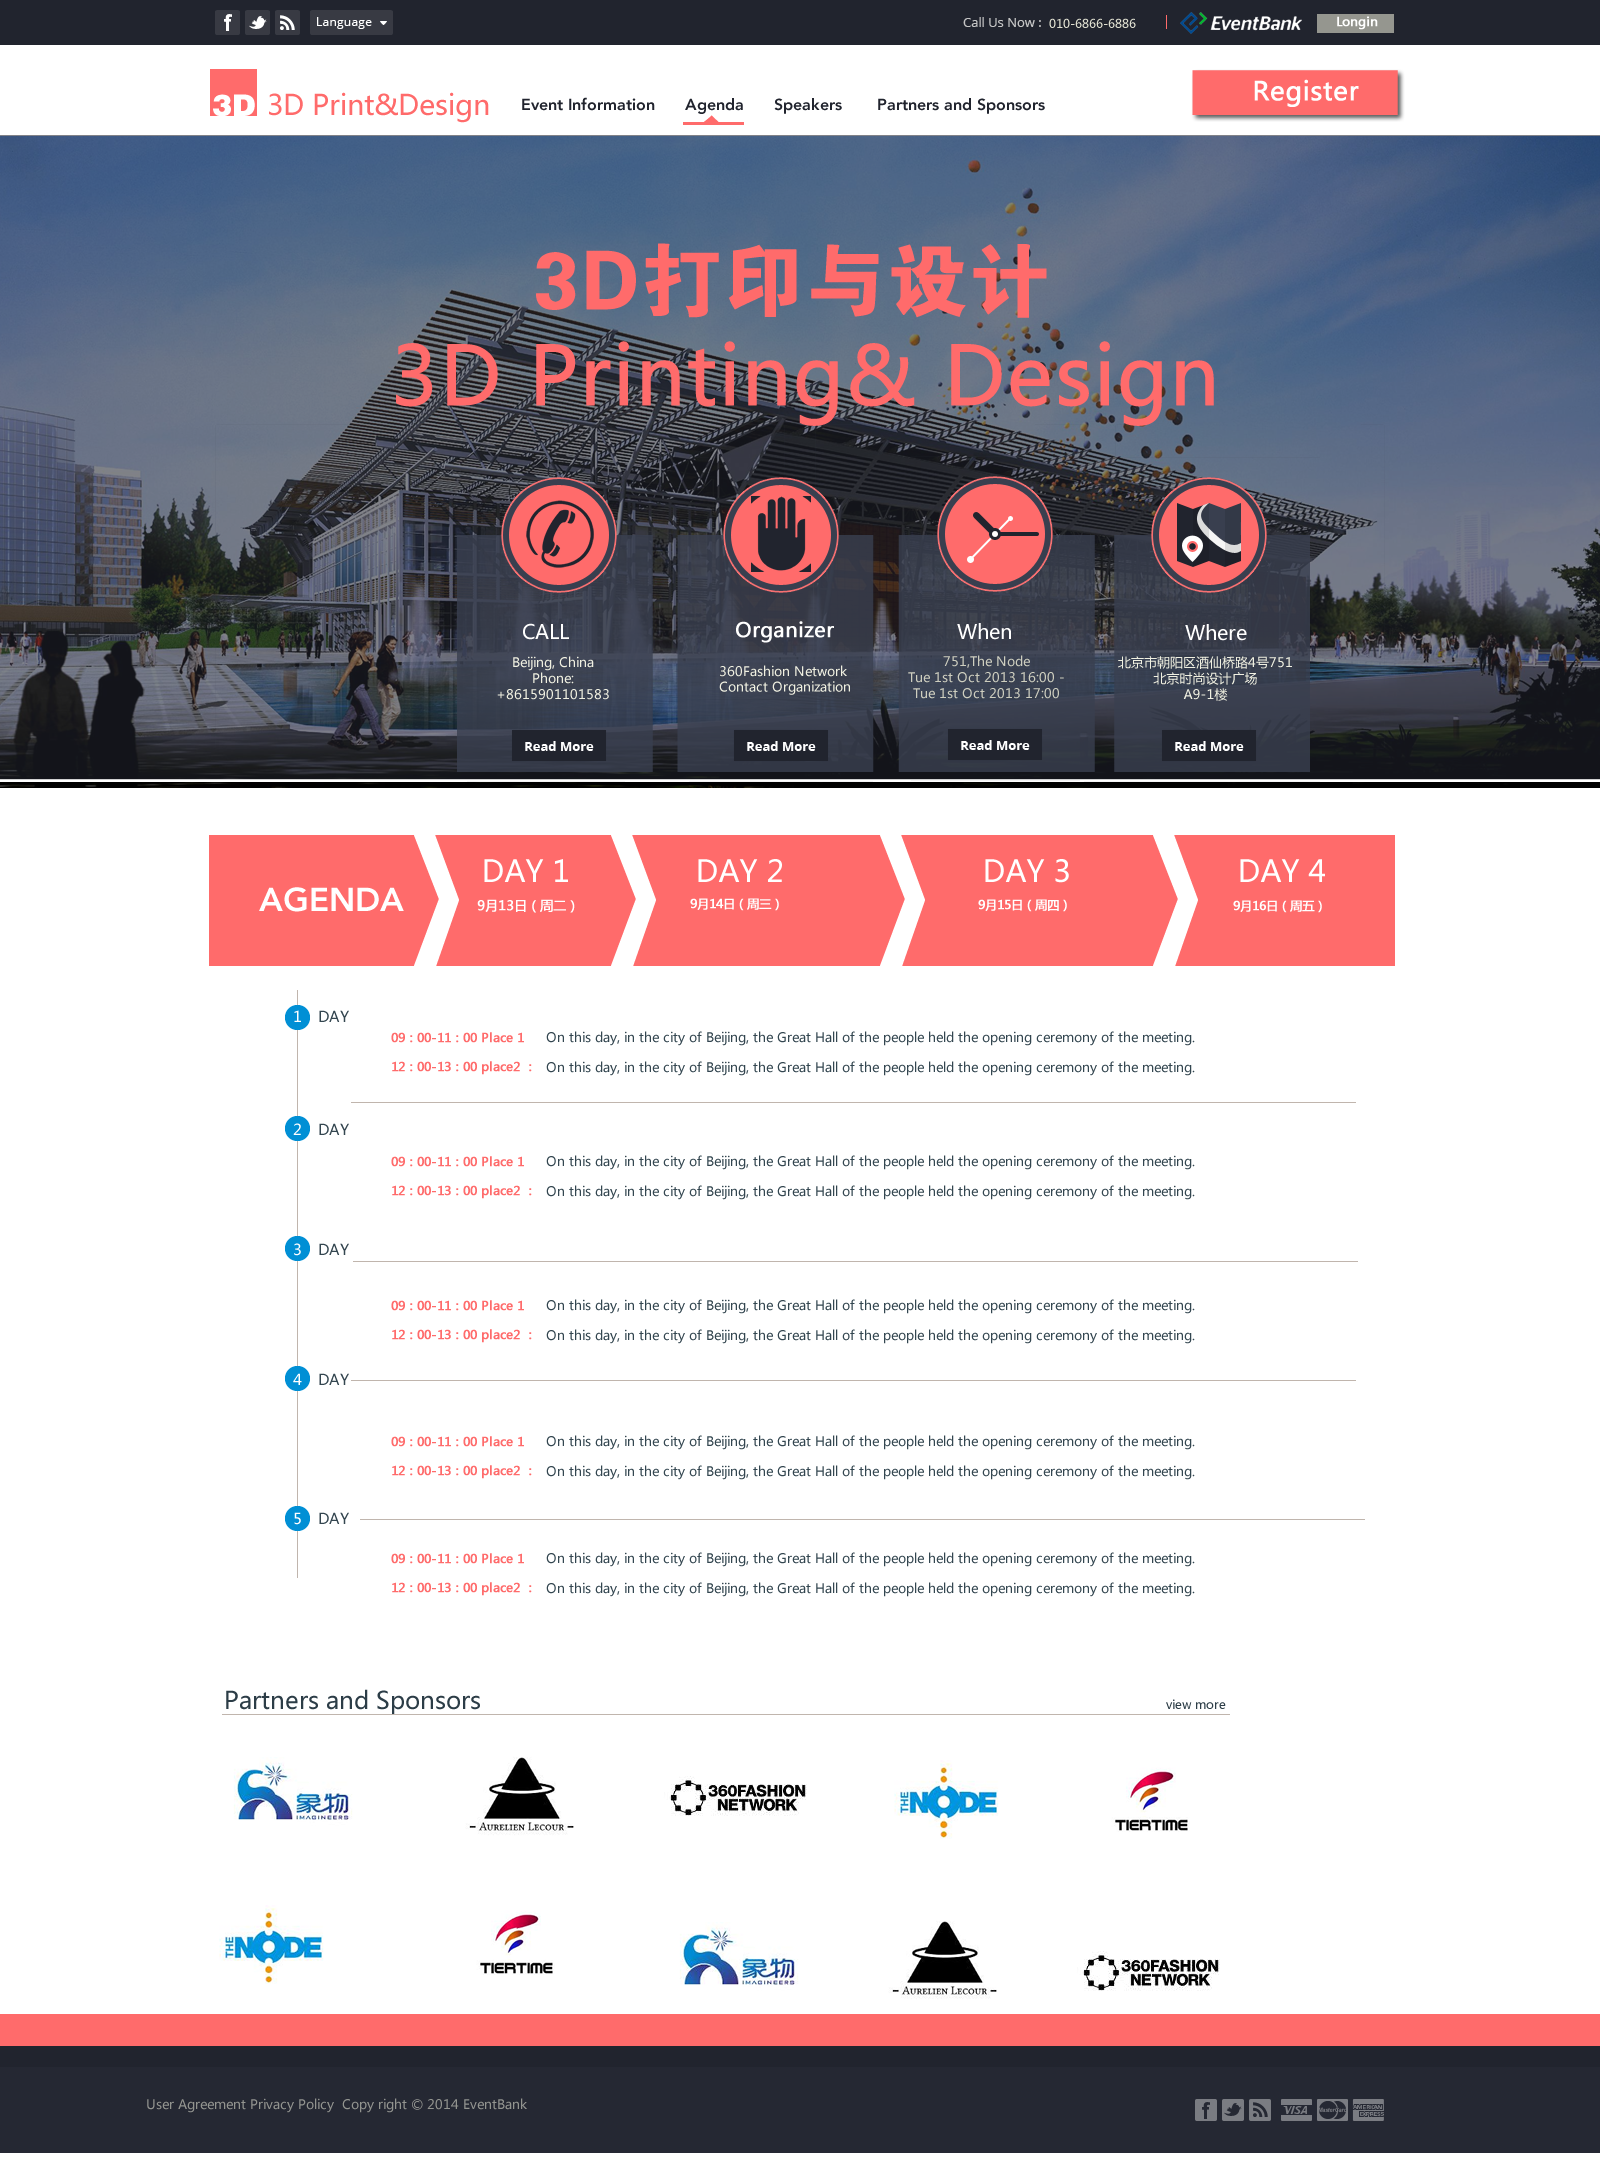 Language
Call Us Now : 010-6866-6886
EventBank
Longin
3D
3D Print&Design
Event Information
Agenda
Speakers
Partners and Sponsors
Register
3D打印与设计
3D Printing& Design
CALL
Beijing, China
Phone:
+8615901101583
Read More
Organizer
360Fashion Network
Contact Organization
Read More
When
751,The Node
Tue 1st Oct 2013 16:00 -
Tue 1st Oct 2013 17:00
Read More
Where
北京市朝阳区酒仙桥路4号751
北京时尚设计广场
A9-1楼
Read More
AGENDA
DAY 1
9月13日 ( 周二 )
DAY 2
9月14日 ( 周三 )
DAY 3
9月15日 ( 周四 )
DAY 4
9月16日 ( 周五 )
1 DAY
09 : 00-11 : 00 Place 1 On this day, in the city of Beijing, the Great Hall of the people held the opening ceremony of the meeting.
12 : 00-13 : 00 place2 : On this day, in the city of Beijing, the Great Hall of the people held the opening ceremony of the meeting.
2 DAY
09 : 00-11 : 00 Place 1 On this day, in the city of Beijing, the Great Hall of the people held the opening ceremony of the meeting.
12 : 00-13 : 00 place2 : On this day, in the city of Beijing, the Great Hall of the people held the opening ceremony of the meeting.
3 DAY
09 : 00-11 : 00 Place 1 On this day, in the city of Beijing, the Great Hall of the people held the opening ceremony of the meeting.
12 : 00-13 : 00 place2 : On this day, in the city of Beijing, the Great Hall of the people held the opening ceremony of the meeting.
4 DAY
09 : 00-11 : 00 Place 1 On this day, in the city of Beijing, the Great Hall of the people held the opening ceremony of the meeting.
12 : 00-13 : 00 place2 : On this day, in the city of Beijing, the Great Hall of the people held the opening ceremony of the meeting.
5 DAY
09 : 00-11 : 00 Place 1 On this day, in the city of Beijing, the Great Hall of the people held the opening ceremony of the meeting.
12 : 00-13 : 00 place2 : On this day, in the city of Beijing, the Great Hall of the people held the opening ceremony of the meeting.
Partners and Sponsors
view more
象物
IMAGINEERS
AURELIEN LECOUR
360FASHION
NETWORK
THE NODE
TIERTIME
THE NODE
TIERTIME
象物
IMAGINEERS
AURELIEN LECOUR
360FASHION
NETWORK
User Agreement Privacy Policy Copy right © 2014 EventBank
VISA
MasterCard
AMERICAN
EXPRESS